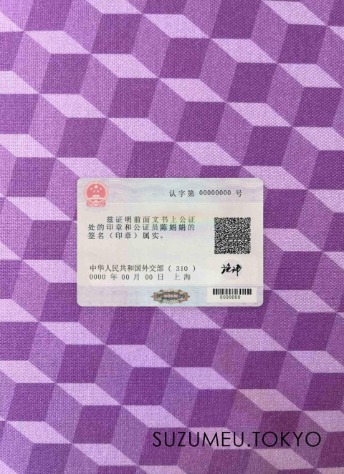 认字第 00000000 号
兹证明前面文书上公证
处的印章和公证员陈娟娟的
签名（印章）属实。
中华人民共和国外交部（310）
0000 年 00 月 00 日 上海
0000000
SUZUMEU.TOKYO